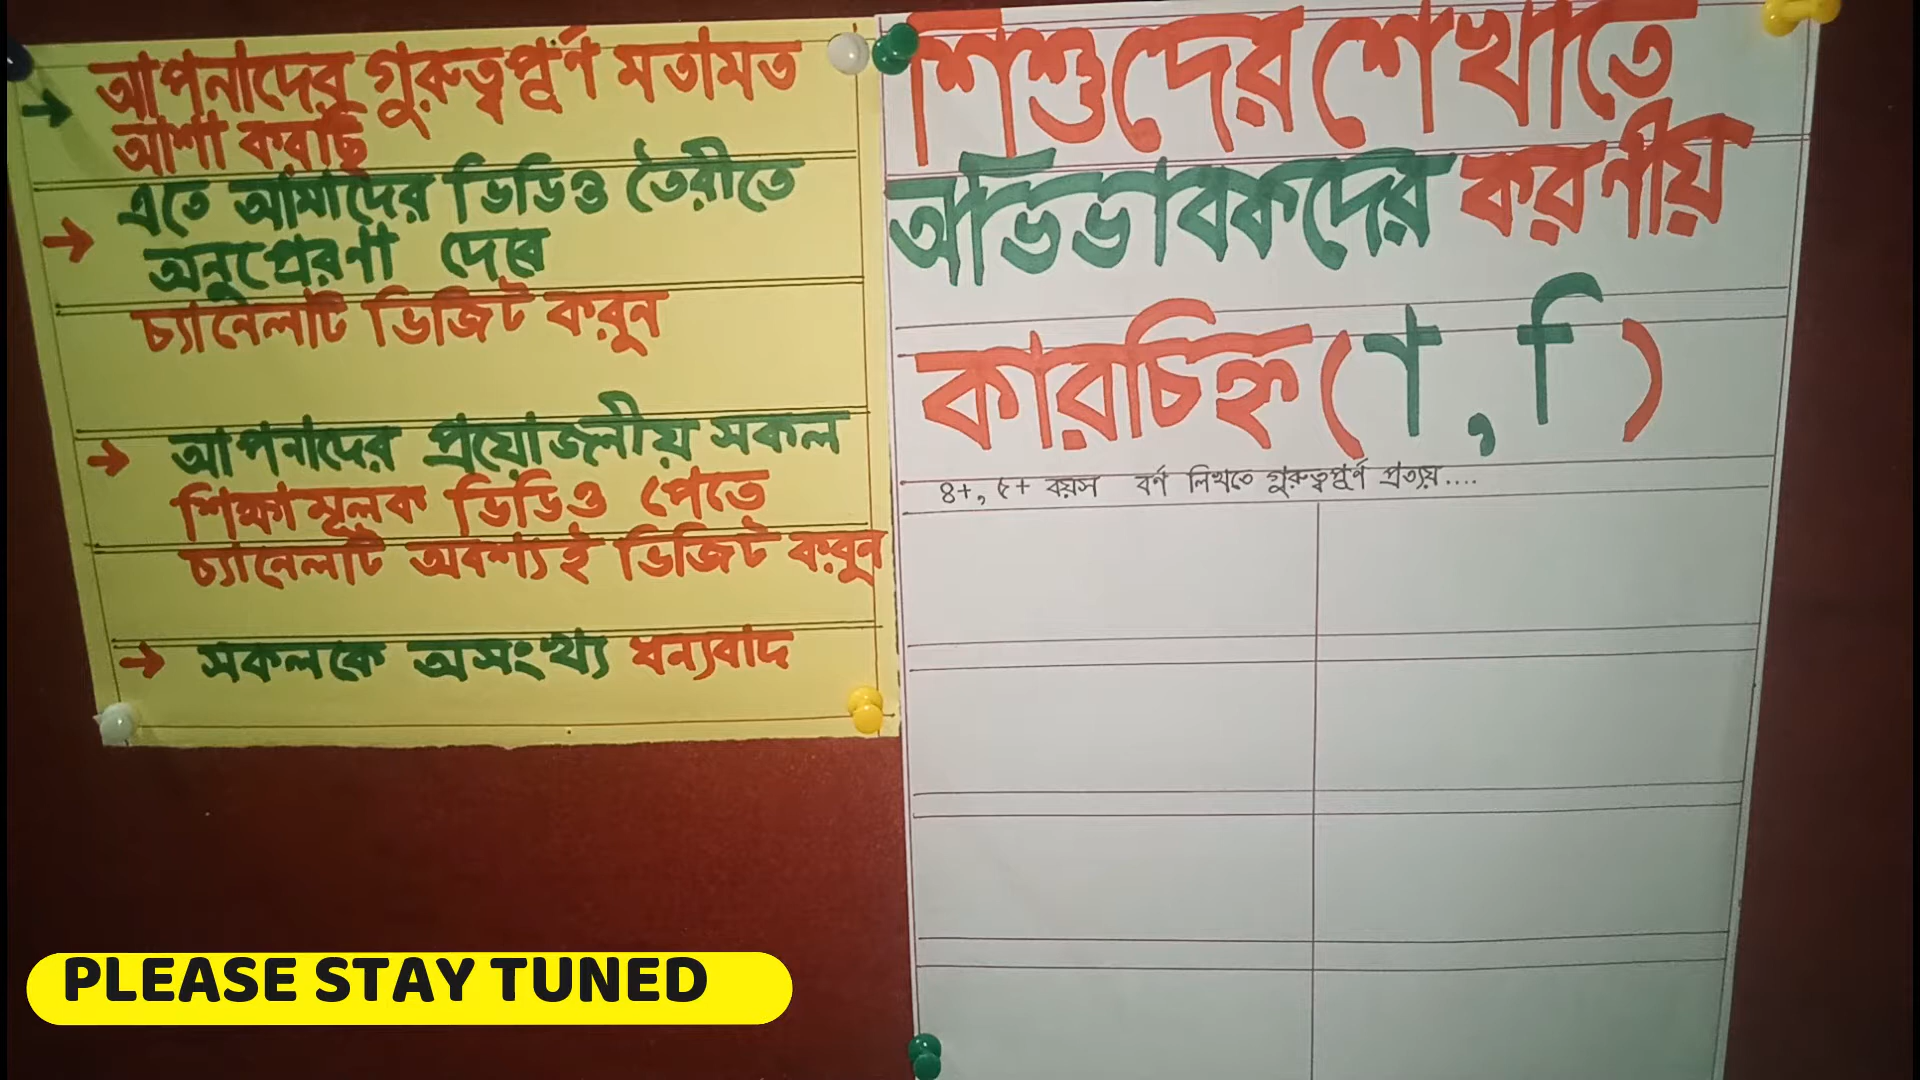 → আপনাদের গুরুত্বপূর্ণ মতামত
আশা করছি
→ এতে আমাদের ভিডিও তৈরীতে
অনুপ্রেরণা দেবে
চ্যানেলটি ভিজিট করুন
→ আপনাদের প্রয়োজনীয় সকল
শিক্ষামূলক ভিডিও পেতে
চ্যানেলটি অবশ্যই ভিজিট করুন
→ সকলকে অসংখ্য ধন্যবাদ
শিশুদের শেখাতে
অভিভাবকদের করণীয়
কারচিহ্ন (া , ি)
৪+, ৫+ বয়স বর্ণ লিখতে গুরুত্বপূর্ণ প্রত্যয়....
PLEASE STAY TUNED